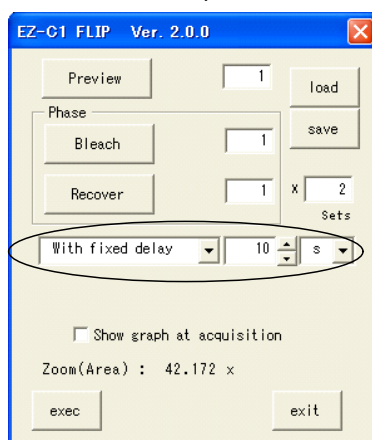 EZ-C1 FLIP Ver. 2.0.0
Preview 1 load
Phase
Bleach 1 save
Recover 1 x 2
Sets
With fixed delay 10 s
Show graph at acquisition
Zoom(Area) : 42.172 x
exec exit